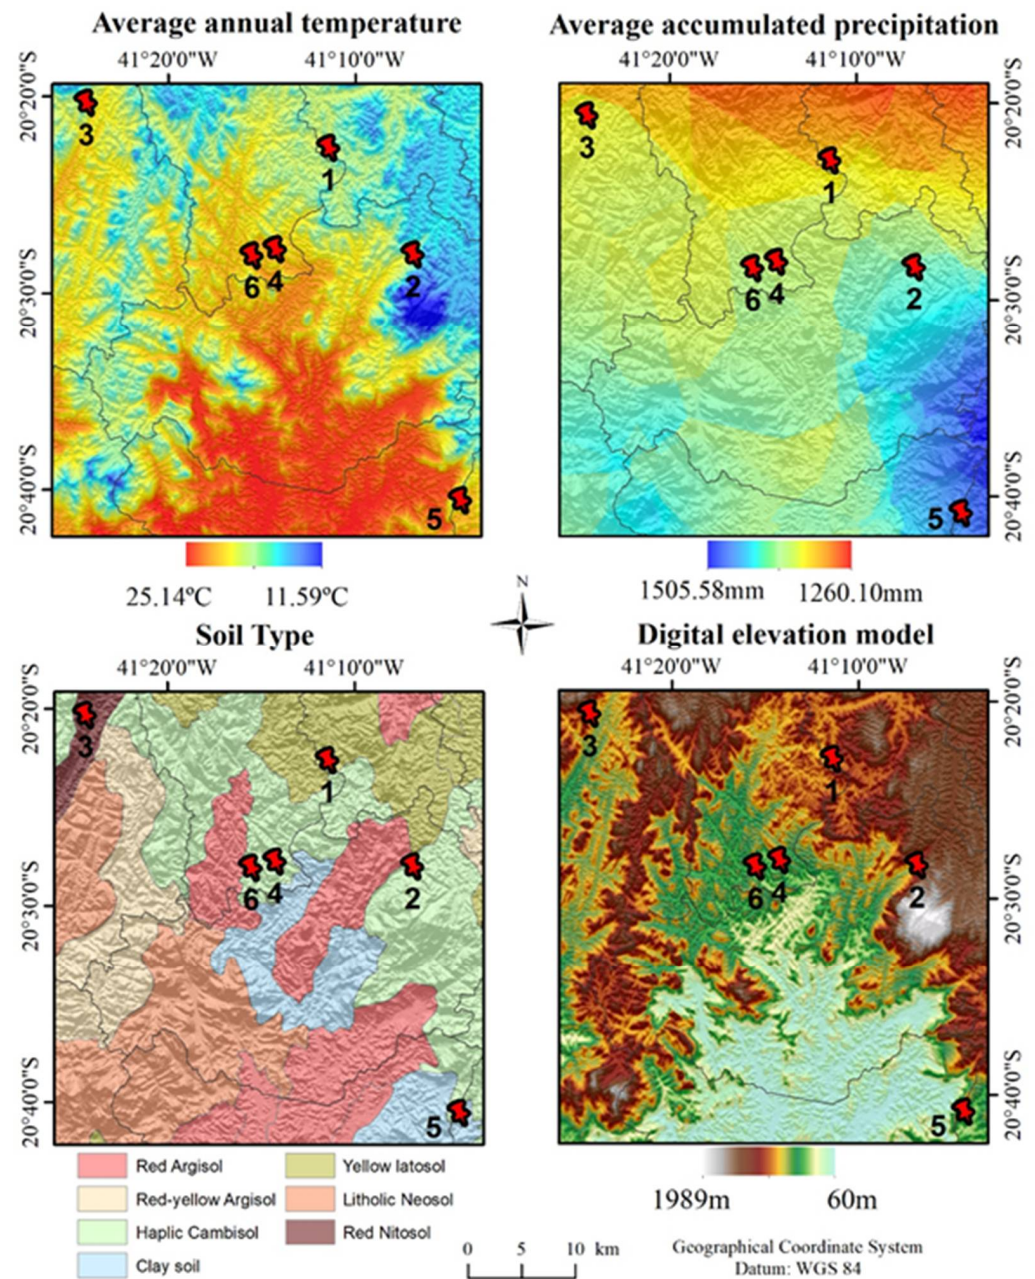 Average annual temperature
Average accumulated precipitation
41°20'0"W 41°10'0"W
41°20'0"W 41°10'0"W
20°20'0"S
20°30'0"S
20°40'0"S
3
1
6 4
2
5
3
1
6 4
2
5
20°20'0"S
20°30'0"S
20°40'0"S
25.14ºC 11.59ºC
1505.58mm 1260.10mm
N
Soil Type
Digital elevation model
41°20'0"W 41°10'0"W
41°20'0"W 41°10'0"W
20°20'0"S
20°30'0"S
20°40'0"S
3
1
6 4
2
5
3
1
6 4
2
5
20°20'0"S
20°30'0"S
20°40'0"S
Red Argisol
Yellow latosol
Red-yellow Argisol
Litholic Neosol
Haplic Cambisol
Red Nitosol
Clay soil
1989m 60m
0 5 10 km
Geographical Coordinate System
Datum: WGS 84